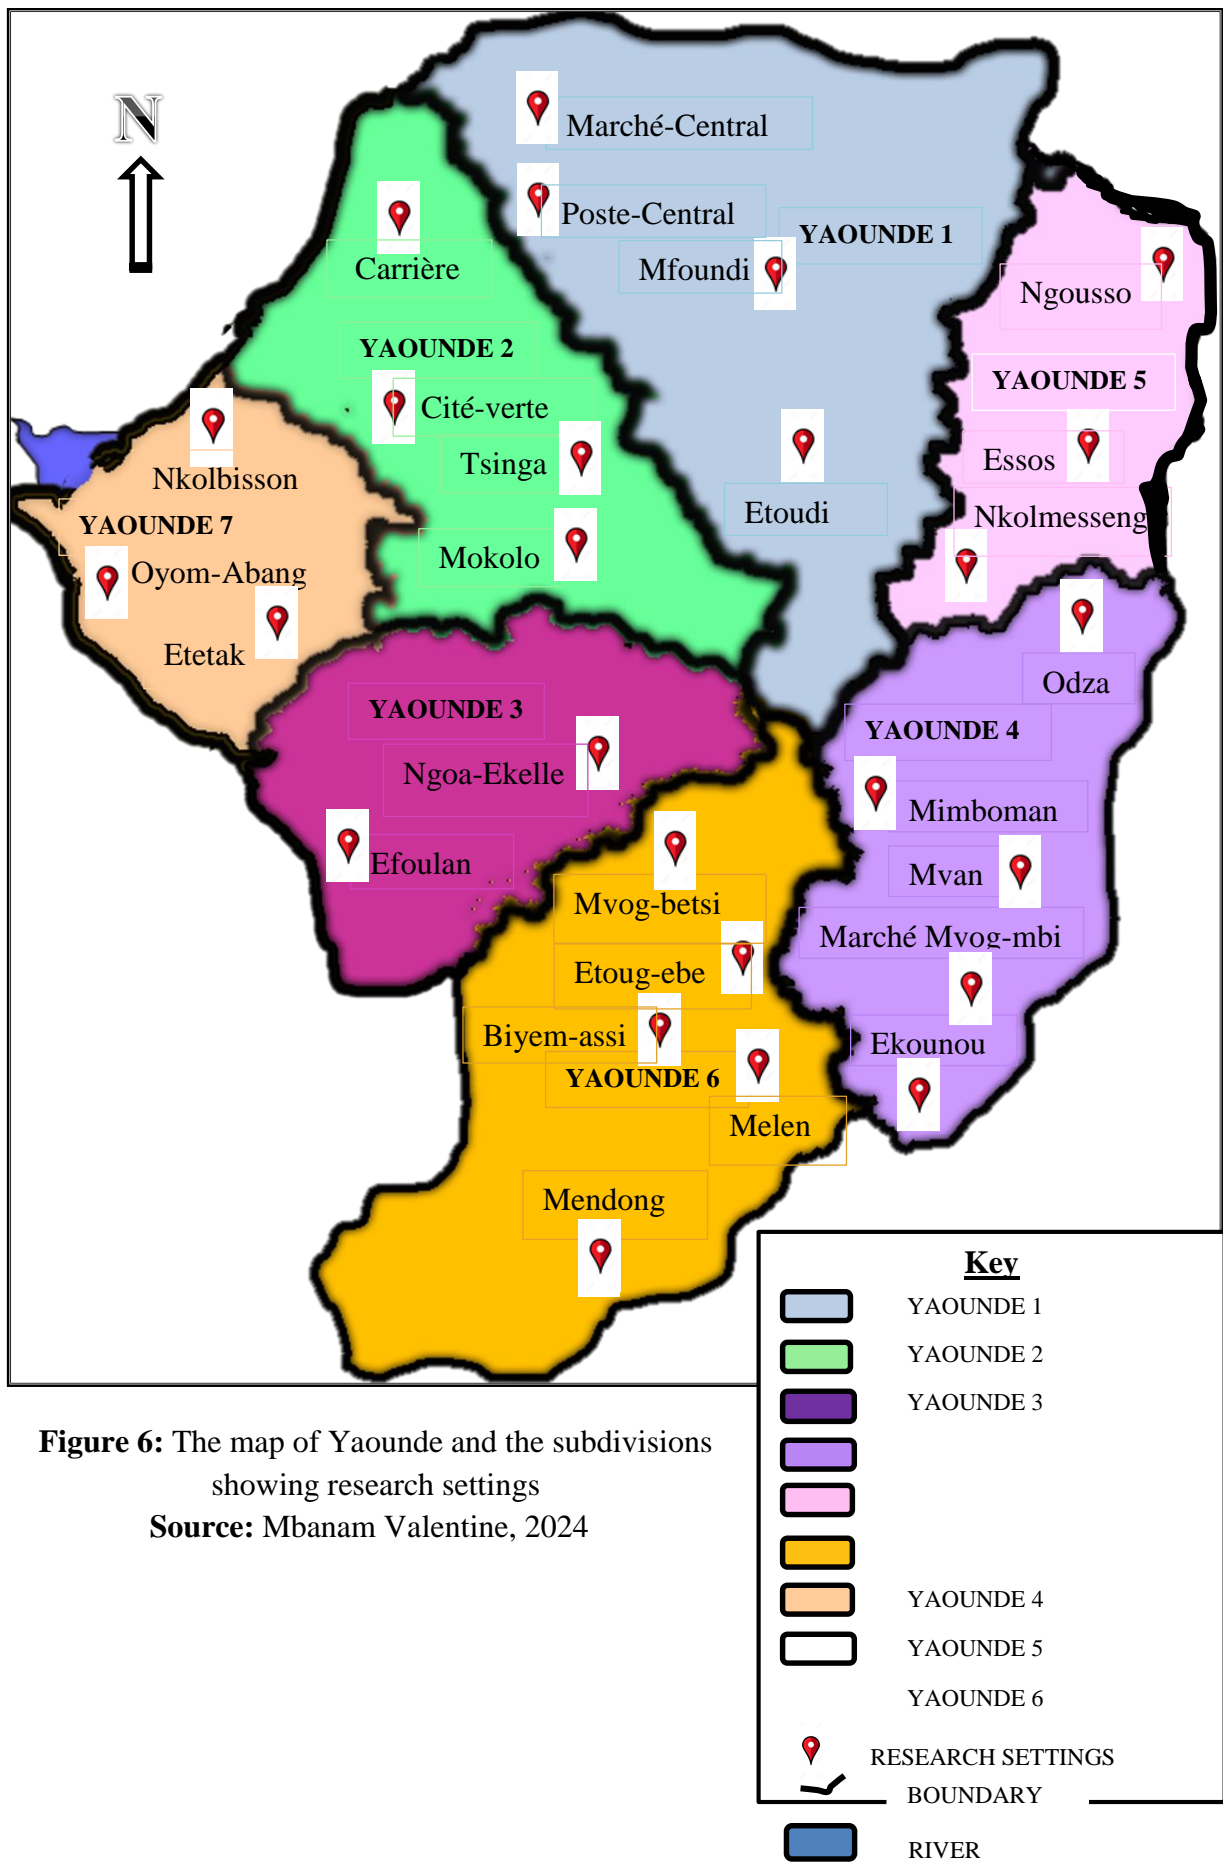 N
Marché-Central
Poste-Central
YAOUNDE 1
Mfoundi
Carrière
Ngousso
YAOUNDE 2
YAOUNDE 5
Cité-verte
Tsinga
Essos
Nkolbisson
Etoudi
Nkolmesseng
YAOUNDE 7
Mokolo
Oyom-Abang
Etetak
Odza
YAOUNDE 3
YAOUNDE 4
Ngoa-Ekelle
Mimboman
Efoulan
Mvan
Mvog-betsi
Marché Mvog-mbi
Etoug-ebe
Biyem-assi
Ekounou
YAOUNDE 6
Melen
Mendong
Key
YAOUNDE 1
YAOUNDE 2
YAOUNDE 3
YAOUNDE 4
YAOUNDE 5
YAOUNDE 6
RESEARCH SETTINGS
BOUNDARY
RIVER
Figure 6: The map of Yaounde and the subdivisions
showing research settings
Source: Mbanam Valentine, 2024